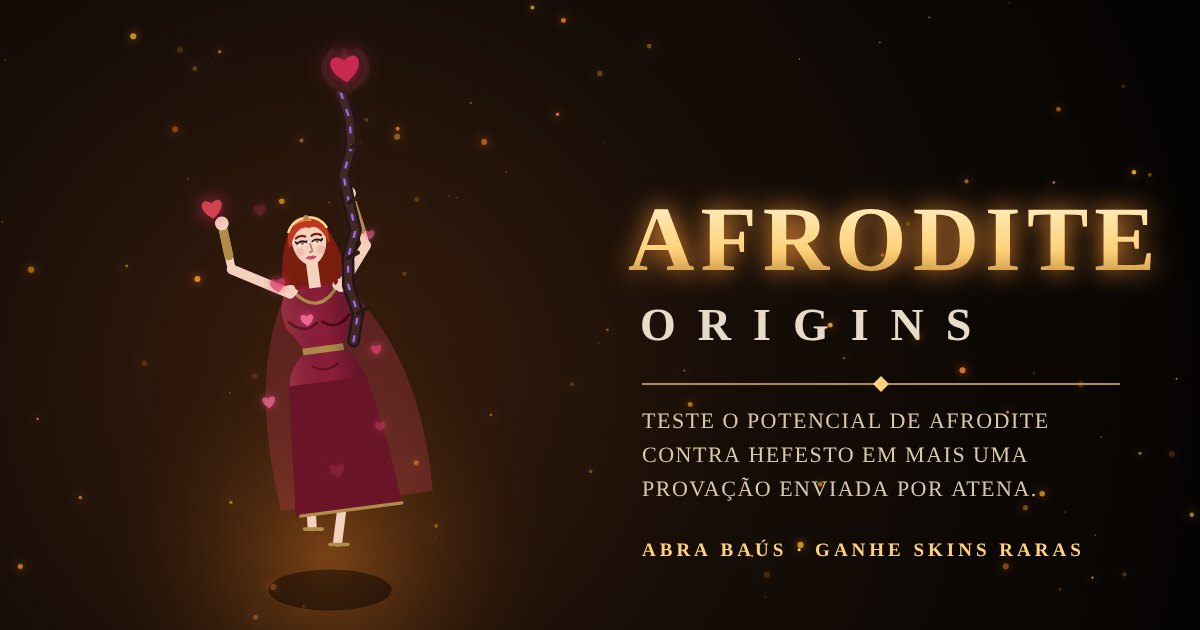 AFRODITE
ORIGINS
TESTE O POTENCIAL DE AFRODITE
CONTRA HEFESTO EM MAIS UMA
PROVAÇÃO ENVIADA POR ATENA.
ABRA BAÚS · GANHE SKINS RARAS